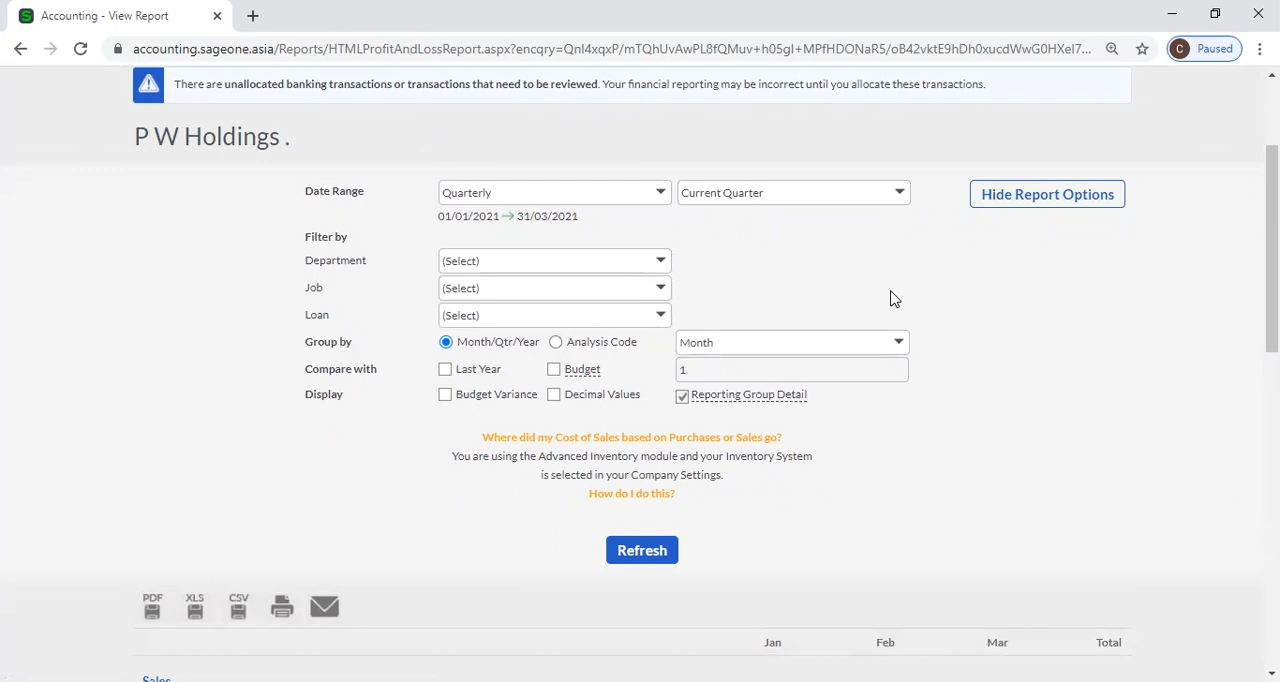 S Accounting - View Report
accounting.sageone.asia/Reports/HTMLProfitAndLossReport.aspx?encqry=
C Paused
There are unallocated banking transactions or transactions that need to be reviewed. Your financial reporting may be incorrect until you allocate these transactions.
P W Holdings .
Date Range Quarterly Current Quarter Hide Report Options
01/01/2021 → 31/03/2021
Filter by
Department (Select)
Job (Select)
Loan (Select)
Group by Month/Qtr/Year Analysis Code Month
Compare with Last Year Budget 1
Display Budget Variance Decimal Values Reporting Group Detail
Where did my Cost of Sales based on Purchases or Sales go?
You are using the Advanced Inventory module and your Inventory System
is selected in your Company Settings.
How do I do this?
Refresh
PDF XLS CSV
Jan Feb Mar Total
Sales